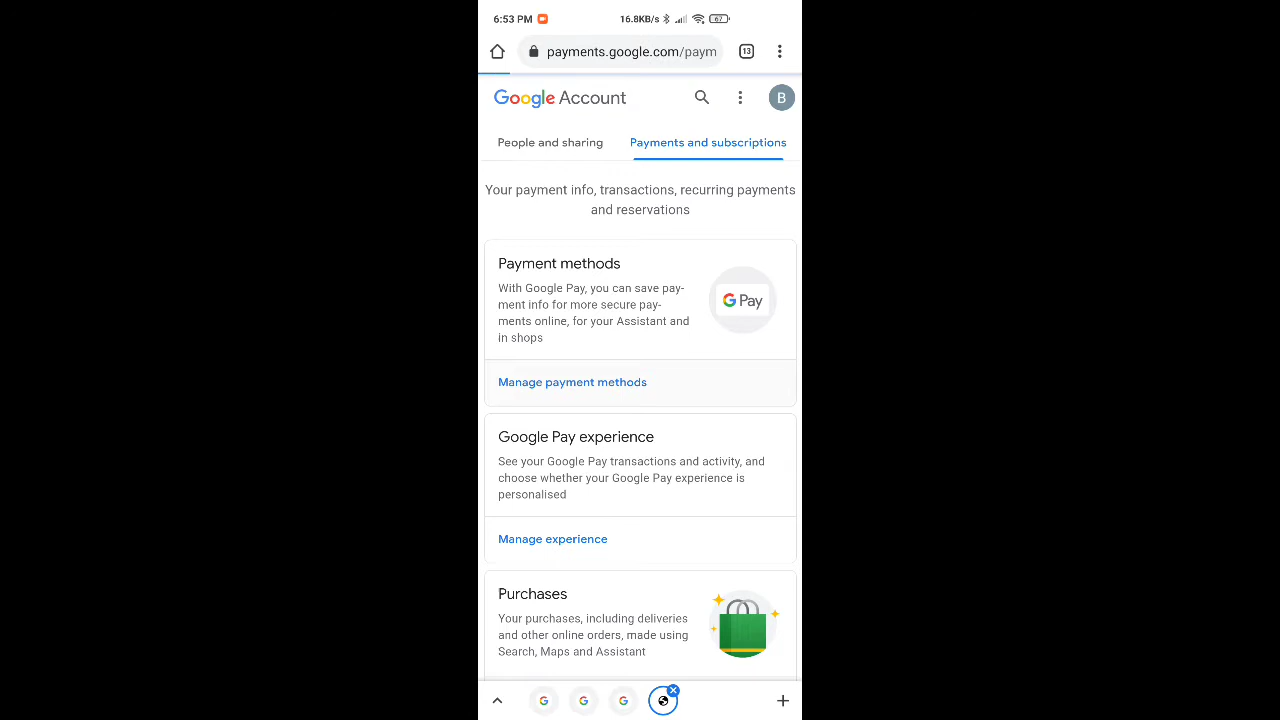 6:53 PM 16.8KB/s 67
payments.google.com/paym 13
Google Account B
People and sharing Payments and subscriptions
Your payment info, transactions, recurring payments
and reservations
Payment methods
With Google Pay, you can save pay-
ment info for more secure pay-
ments online, for your Assistant and
in shops
G Pay
Manage payment methods
Google Pay experience
See your Google Pay transactions and activity, and
choose whether your Google Pay experience is
personalised
Manage experience
Purchases
Your purchases, including deliveries
and other online orders, made using
Search, Maps and Assistant
G G G